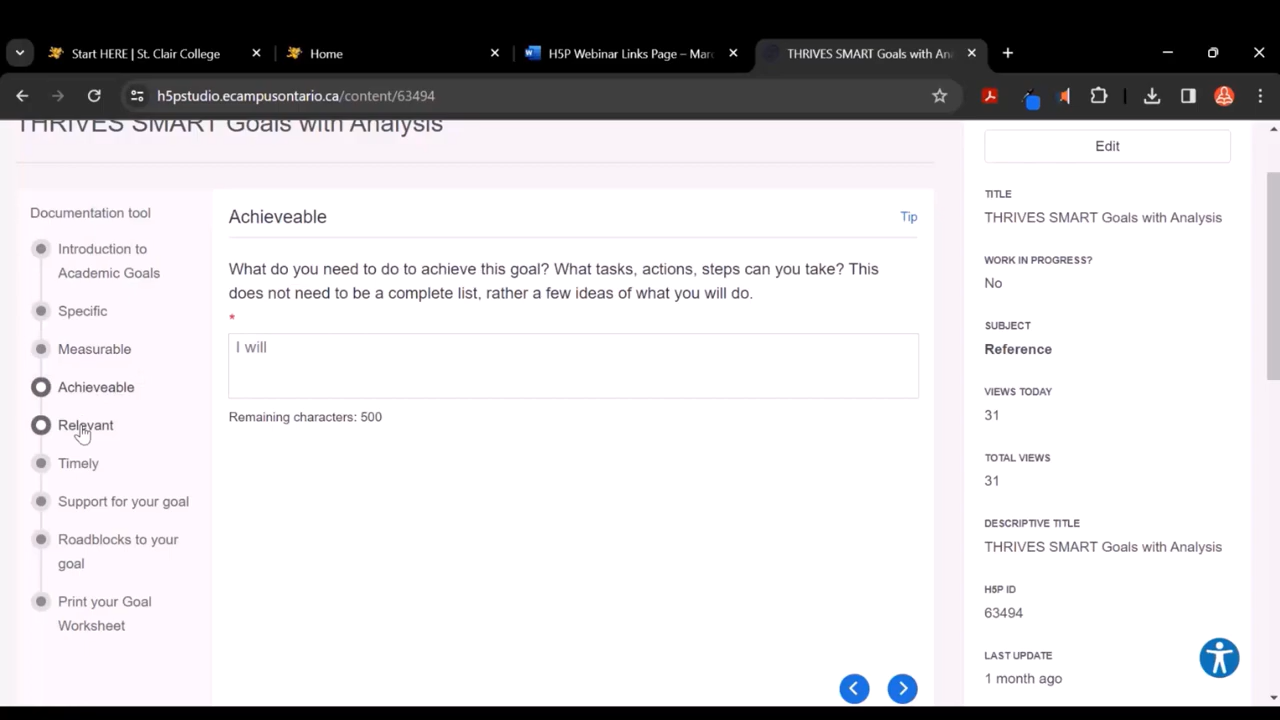 Start HERE | St. Clair College
Home
H5P Webinar Links Page – Marc
THRIVES SMART Goals with Ana
h5pstudio.ecampusontario.ca/content/63494
THRIVES SMART Goals with Analysis
Documentation tool
Introduction to
Academic Goals
Specific
Measurable
Achieveable
Relevant
Timely
Support for your goal
Roadblocks to your
goal
Print your Goal
Worksheet
Achieveable
Tip
What do you need to do to achieve this goal? What tasks, actions, steps can you take? This
does not need to be a complete list, rather a few ideas of what you will do.
*
I will
Remaining characters: 500
Edit
TITLE
THRIVES SMART Goals with Analysis
WORK IN PROGRESS?
No
SUBJECT
Reference
VIEWS TODAY
31
TOTAL VIEWS
31
DESCRIPTIVE TITLE
THRIVES SMART Goals with Analysis
H5P ID
63494
LAST UPDATE
1 month ago